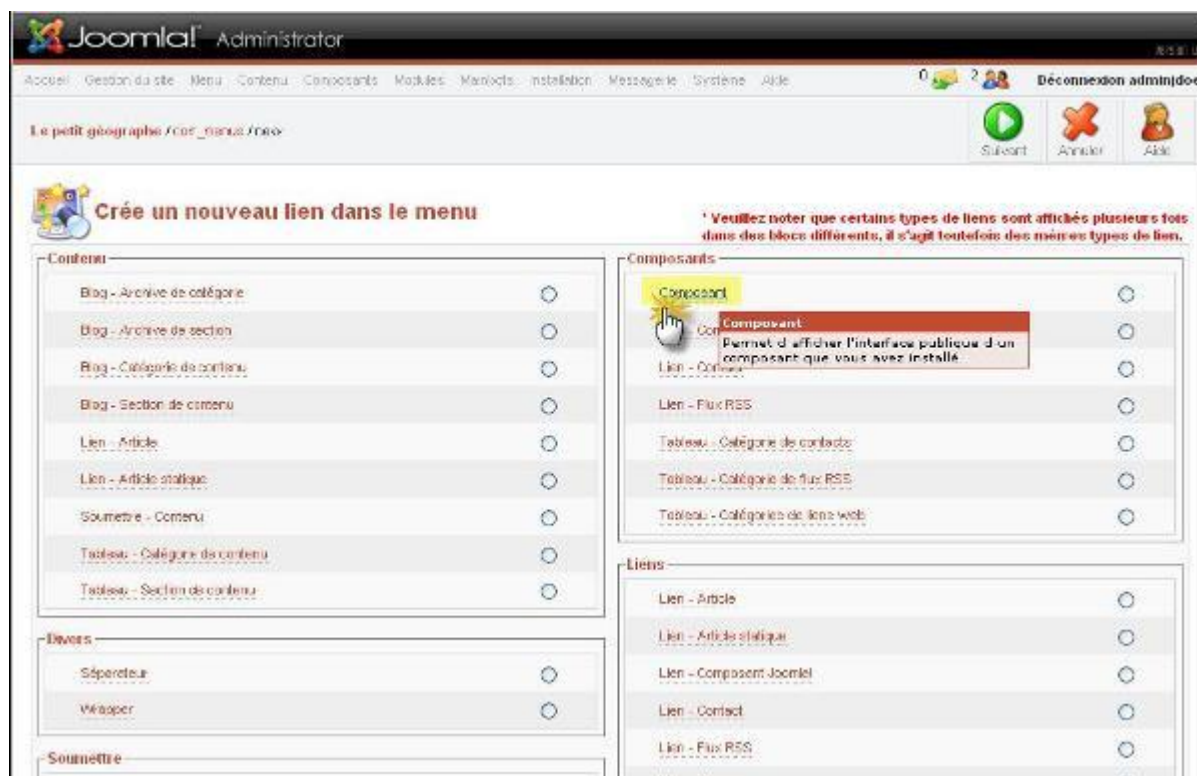 Joomla! Administrator
Accueil Gestion du site Menu Contenu Composants Modules Mambots Installation Messagerie Système Aide 0 2 Déconnexion adminjdoe
Le petit géographe / com_menus / new
Suivant Annuler Aide
Crée un nouveau lien dans le menu
* Veuillez noter que certains types de liens sont affichés plusieurs fois
dans des blocs différents, il s'agit toutefois des mêmes types de lien.
Contenu
Blog - Archive de catégorie
Blog - Archive de section
Blog - Catégorie de contenu
Blog - Section de contenu
Lien - Article
Lien - Article statique
Soumettre - Contenu
Tableau - Catégorie de contenu
Tableau - Section de contenu
Divers
Séparateur
Wrapper
Soumettre
Composants
Composant
Composant
Permet d'afficher l'interface publique d'un
composant que vous avez installé
Lien - Contact
Lien - Flux RSS
Tableau - Catégorie de contacts
Tableau - Catégorie de flux RSS
Tableau - Catégories de liens web
Liens
Lien - Article
Lien - Article statique
Lien - Composant Joomla!
Lien - Contact
Lien - Flux RSS